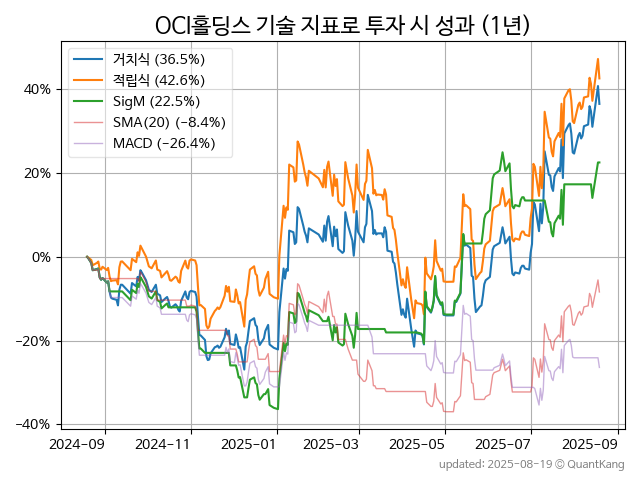 OCI홀딩스 기술 지표로 투자 시 성과 (1년)
거치식 (36.5%)
적립식 (42.6%)
SigM (22.5%)
SMA(20) (−8.4%)
MACD (−26.4%)
40%
20%
0%
−20%
−40%
2024-09 2024-11 2025-01 2025-03 2025-05 2025-07 2025-09
updated: 2025-08-19 © QuantKang